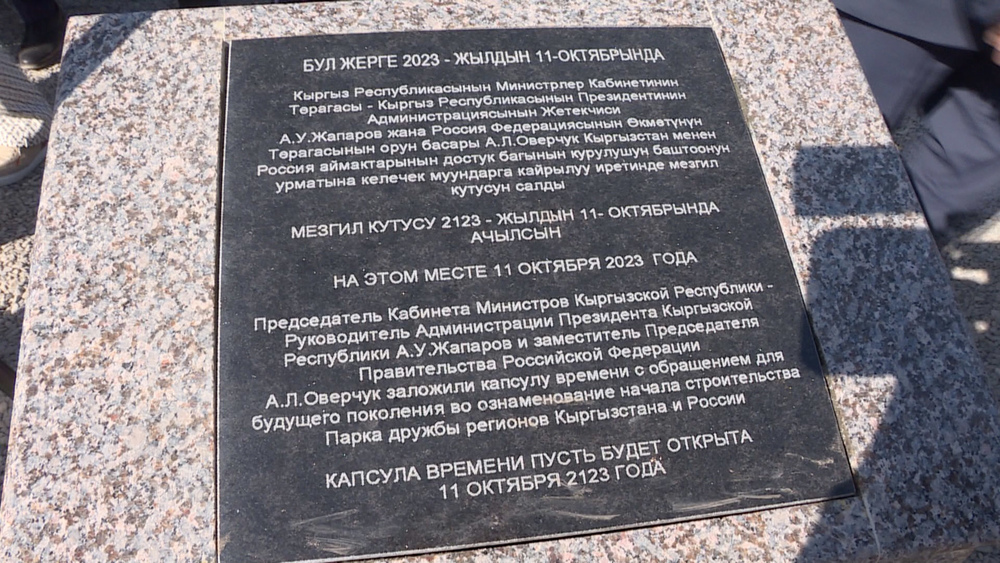 БУЛ ЖЕРГЕ 2023 - ЖЫЛДЫН 11-ОКТЯБРЫНДА
Кыргыз Республикасынын Министрлер Кабинетинин
Төрагасы - Кыргыз Республикасынын Президентинин
Администрациясынын Жетекчиси
А.У.Жапаров жана Россия Федерациясынын Өкмөтүнүн
Төрагасынын орун басары А.Л.Оверчук Кыргызстан менен
Россия аймактарынын достук багынын курулушун баштоонун
урматына келечек муундарга кайрылуу иретинде мезгил
кутусун салды
МЕЗГИЛ КУТУСУ 2123 - ЖЫЛДЫН 11- ОКТЯБРЫНДА
АЧЫЛСЫН
НА ЭТОМ МЕСТЕ 11 ОКТЯБРЯ 2023 ГОДА
Председатель Кабинета Министров Кыргызской Республики -
Руководитель Администрации Президента Кыргызской
Республики А.У.Жапаров и заместитель Председателя
Правительства Российской Федерации
А.Л.Оверчук заложили капсулу времени с обращением для
будущего поколения во ознаменование начала строительства
Парка дружбы регионов Кыргызстана и России
КАПСУЛА ВРЕМЕНИ ПУСТЬ БУДЕТ ОТКРЫТА
11 ОКТЯБРЯ 2123 ГОДА